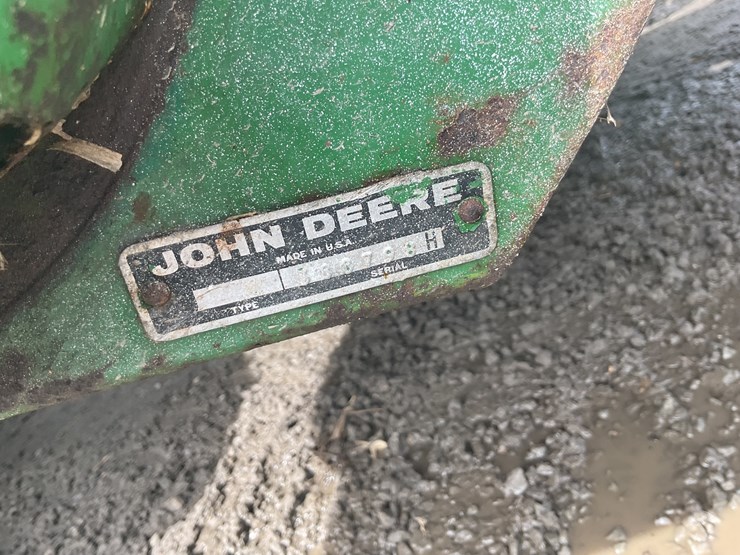 JOHN DEERE
MADE IN U.S.A.
H
TYPE SERIAL